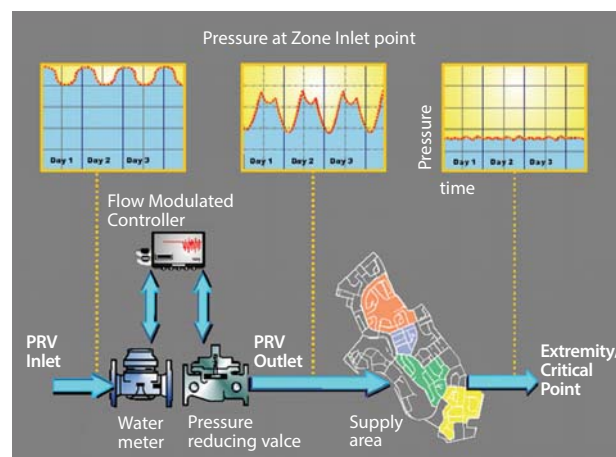 Pressure at Zone Inlet point
Day 1 Day 2 Day 3
Day 1 Day 2 Day 3
Pressure
Day 1 Day 2 Day 3
time
Flow Modulated
Controller
PRV
Inlet
PRV
Outlet
Extremity/
Critical
Point
Water
meter
Pressure
reducing valce
Supply
area